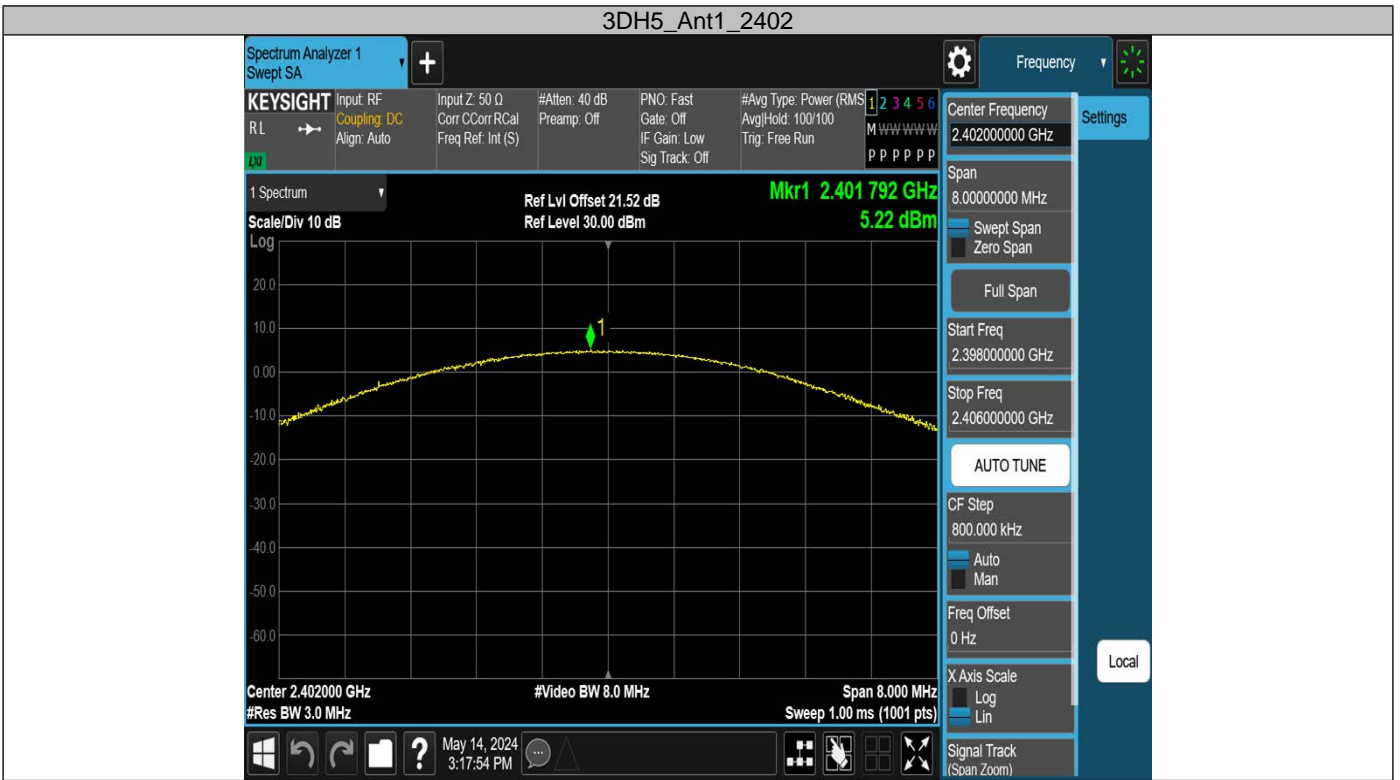 3DH5_Ant1_2402
Spectrum Analyzer 1
Swept SA
+
Frequency
KEYSIGHT
RL
LXI
Input: RF
Coupling: DC
Align: Auto
Input Z: 50 Ω
Corr CCorr RCal
Freq Ref: Int (S)
#Atten: 40 dB
Preamp: Off
PNO: Fast
Gate: Off
IF Gain: Low
Sig Track: Off
#Avg Type: Power (RMS
Avg|Hold: 100/100
Trig: Free Run
1 2 3 4 5 6
M W W W W W
P P P P P P
Center Frequency
2.402000000 GHz
Settings
1 Spectrum
Scale/Div 10 dB
Log
Ref Lvl Offset 21.52 dB
Ref Level 30.00 dBm
Mkr1 2.401 792 GHz
5.22 dBm
20.0
10.0
0.00
-10.0
-20.0
-30.0
-40.0
-50.0
-60.0
1
Center 2.402000 GHz
#Res BW 3.0 MHz
#Video BW 8.0 MHz
Span 8.000 MHz
Sweep 1.00 ms (1001 pts)
Span
8.00000000 MHz
Swept Span
Zero Span
Full Span
Start Freq
2.398000000 GHz
Stop Freq
2.406000000 GHz
AUTO TUNE
CF Step
800.000 kHz
Auto
Man
Freq Offset
0 Hz
X Axis Scale
Log
Lin
Signal Track
(Span Zoom)
Local
?
May 14, 2024
3:17:54 PM